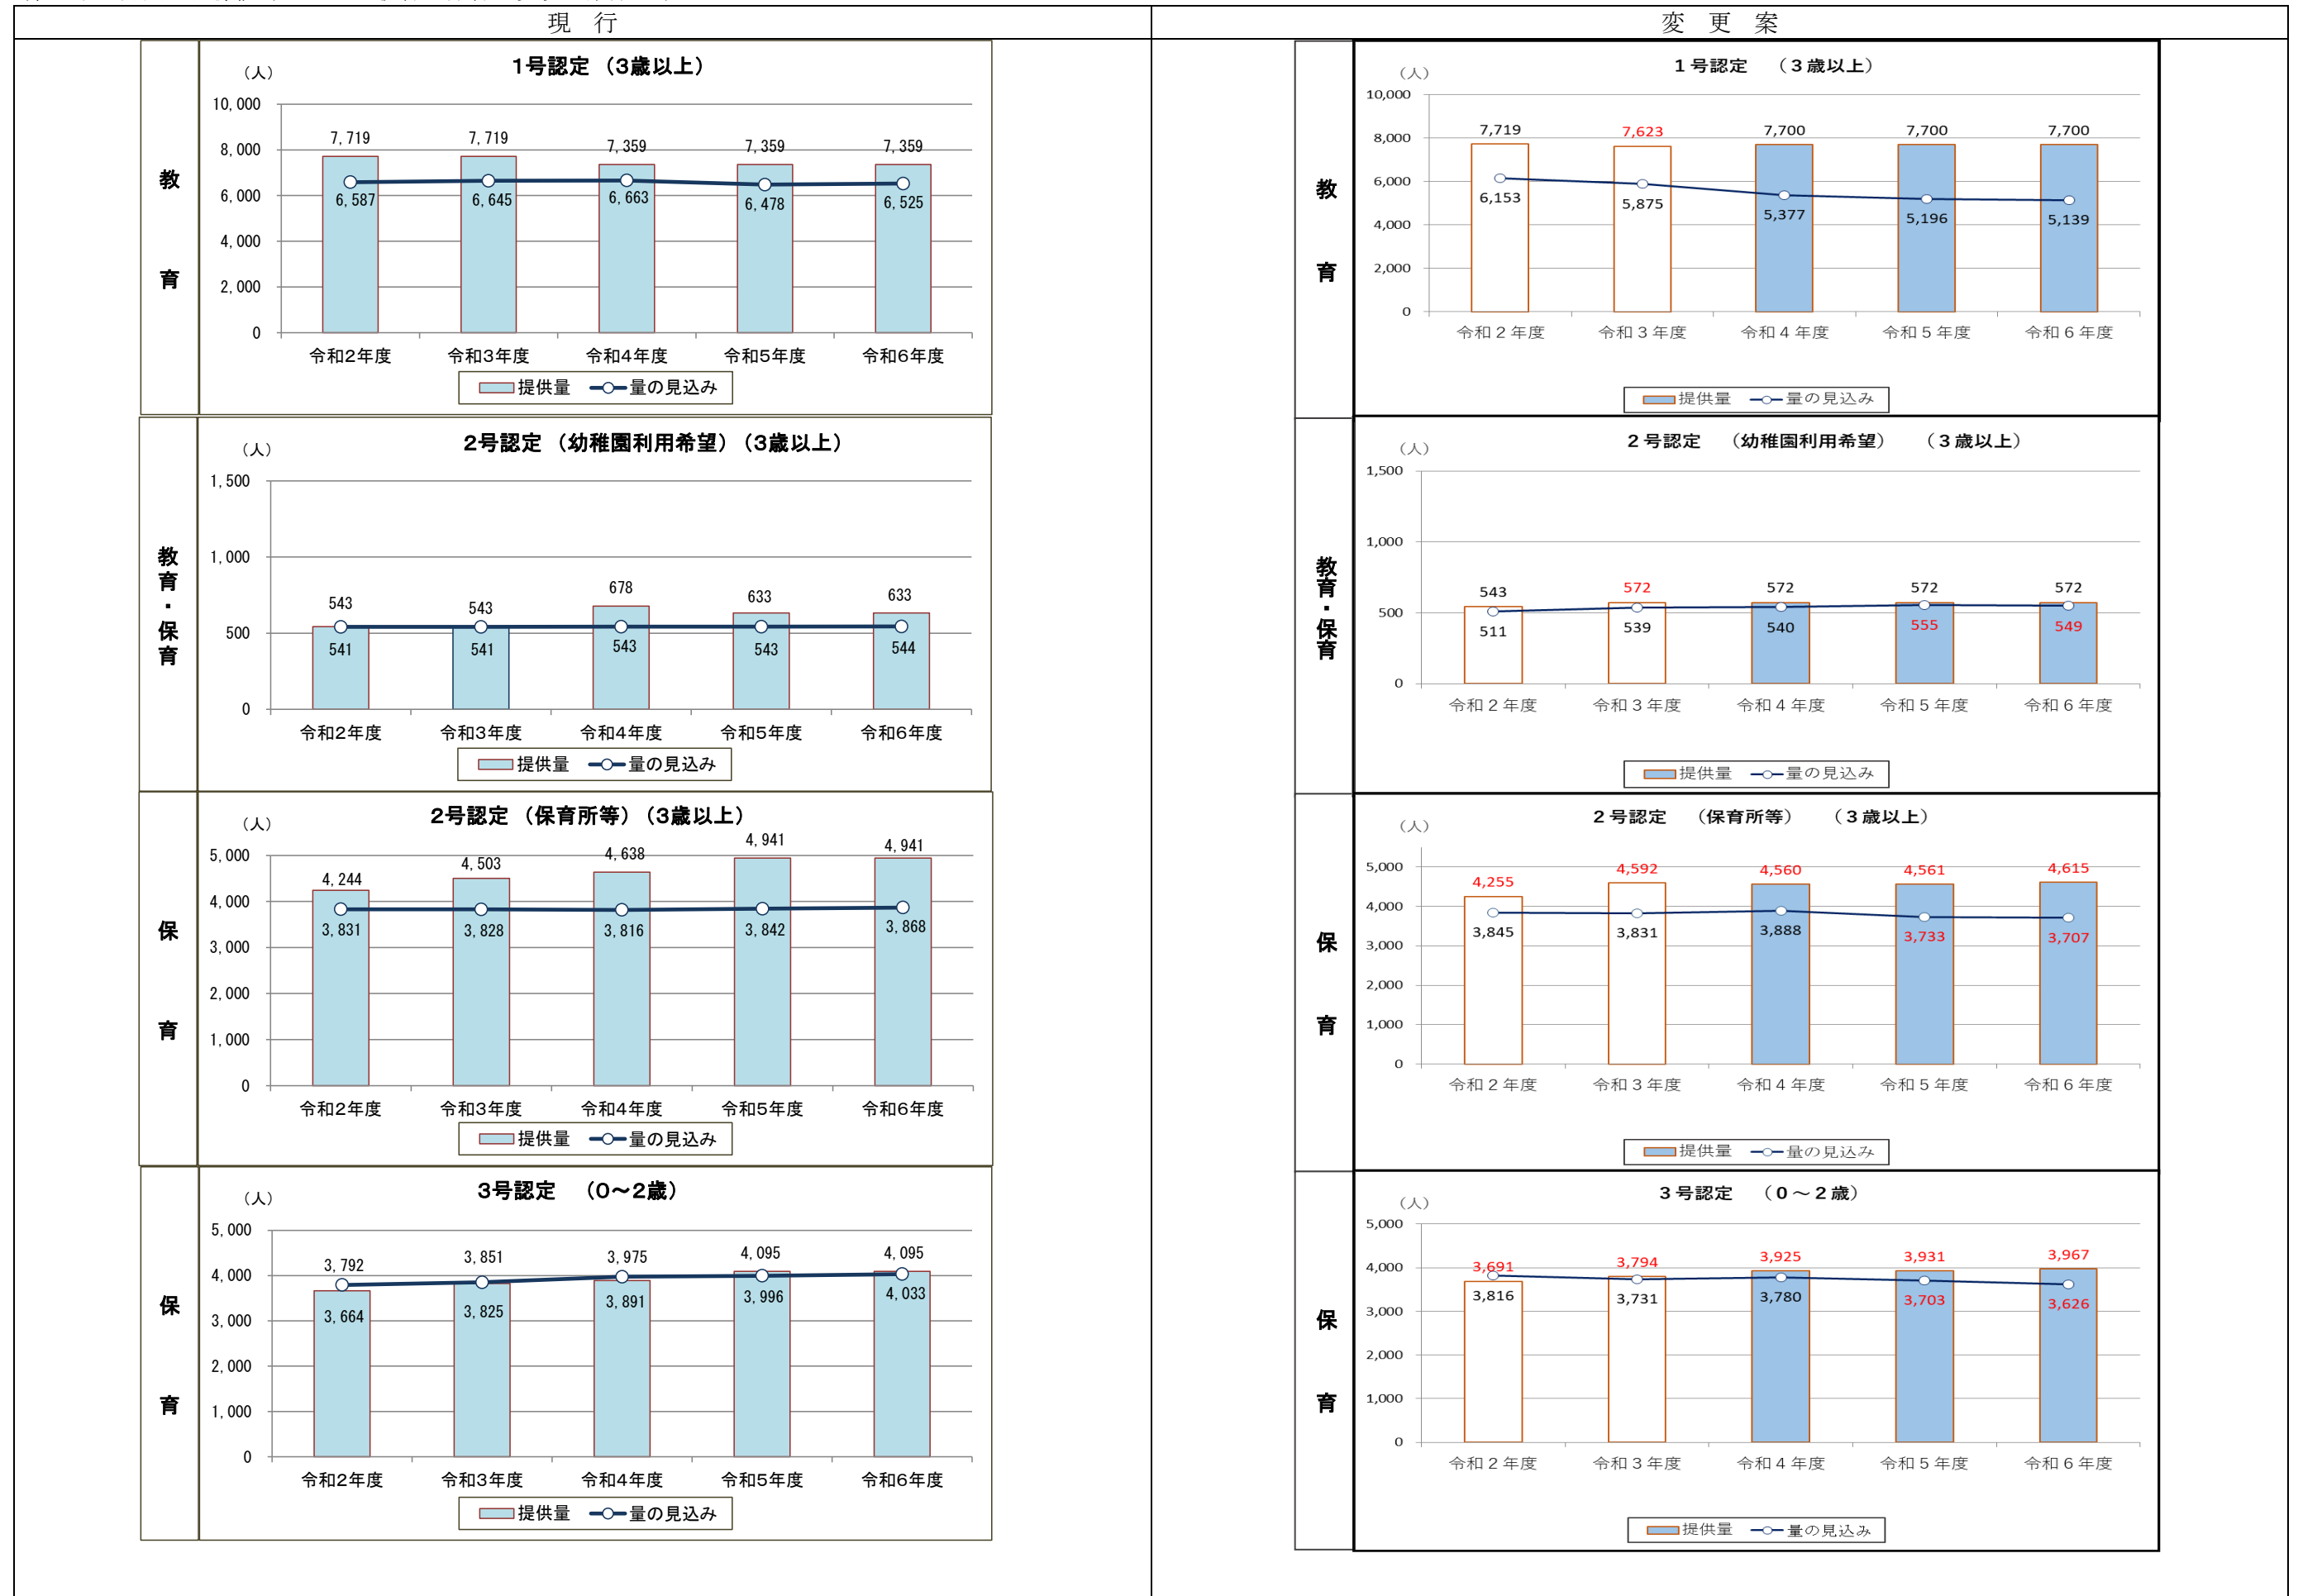 現 行
変 更 案
教
育
1号認定 （3歳以上）
（人）
10,000
8,000
6,000
4,000
2,000
0
7,719
7,719
7,359
7,359
7,359
6,587
6,645
6,663
6,478
6,525
令和2年度
令和3年度
令和4年度
令和5年度
令和6年度
提供量
量の見込み
教
育
・
保
育
2号認定 （幼稚園利用希望）（3歳以上）
（人）
1,500
1,000
500
0
543
543
678
633
633
541
541
543
543
544
令和2年度
令和3年度
令和4年度
令和5年度
令和6年度
提供量
量の見込み
保
育
2号認定 （保育所等）（3歳以上）
（人）
5,000
4,000
3,000
2,000
1,000
0
4,244
4,503
4,638
4,941
4,941
3,831
3,828
3,816
3,842
3,868
令和2年度
令和3年度
令和4年度
令和5年度
令和6年度
提供量
量の見込み
保
育
3号認定 （0～2歳）
（人）
5,000
4,000
3,000
2,000
1,000
0
3,792
3,851
3,975
4,095
4,095
3,664
3,825
3,891
3,996
4,033
令和2年度
令和3年度
令和4年度
令和5年度
令和6年度
提供量
量の見込み
教
育
１号認定 （３歳以上）
（人）
10,000
8,000
6,000
4,000
2,000
0
7,719
7,623
7,700
7,700
7,700
6,153
5,875
5,377
5,196
5,139
令和２年度
令和３年度
令和４年度
令和５年度
令和６年度
提供量
量の見込み
教
育
・
保
育
２号認定 （幼稚園利用希望） （３歳以上）
（人）
1,500
1,000
500
0
543
572
572
572
572
511
539
540
555
549
令和２年度
令和３年度
令和４年度
令和５年度
令和６年度
提供量
量の見込み
保
育
２号認定 （保育所等） （３歳以上）
（人）
5,000
4,000
3,000
2,000
1,000
0
4,255
4,592
4,560
4,561
4,615
3,845
3,831
3,888
3,733
3,707
令和２年度
令和３年度
令和４年度
令和５年度
令和６年度
提供量
量の見込み
保
育
３号認定 （０～２歳）
（人）
5,000
4,000
3,000
2,000
1,000
0
3,691
3,794
3,925
3,931
3,967
3,816
3,731
3,780
3,703
3,626
令和２年度
令和３年度
令和４年度
令和５年度
令和６年度
提供量
量の見込み